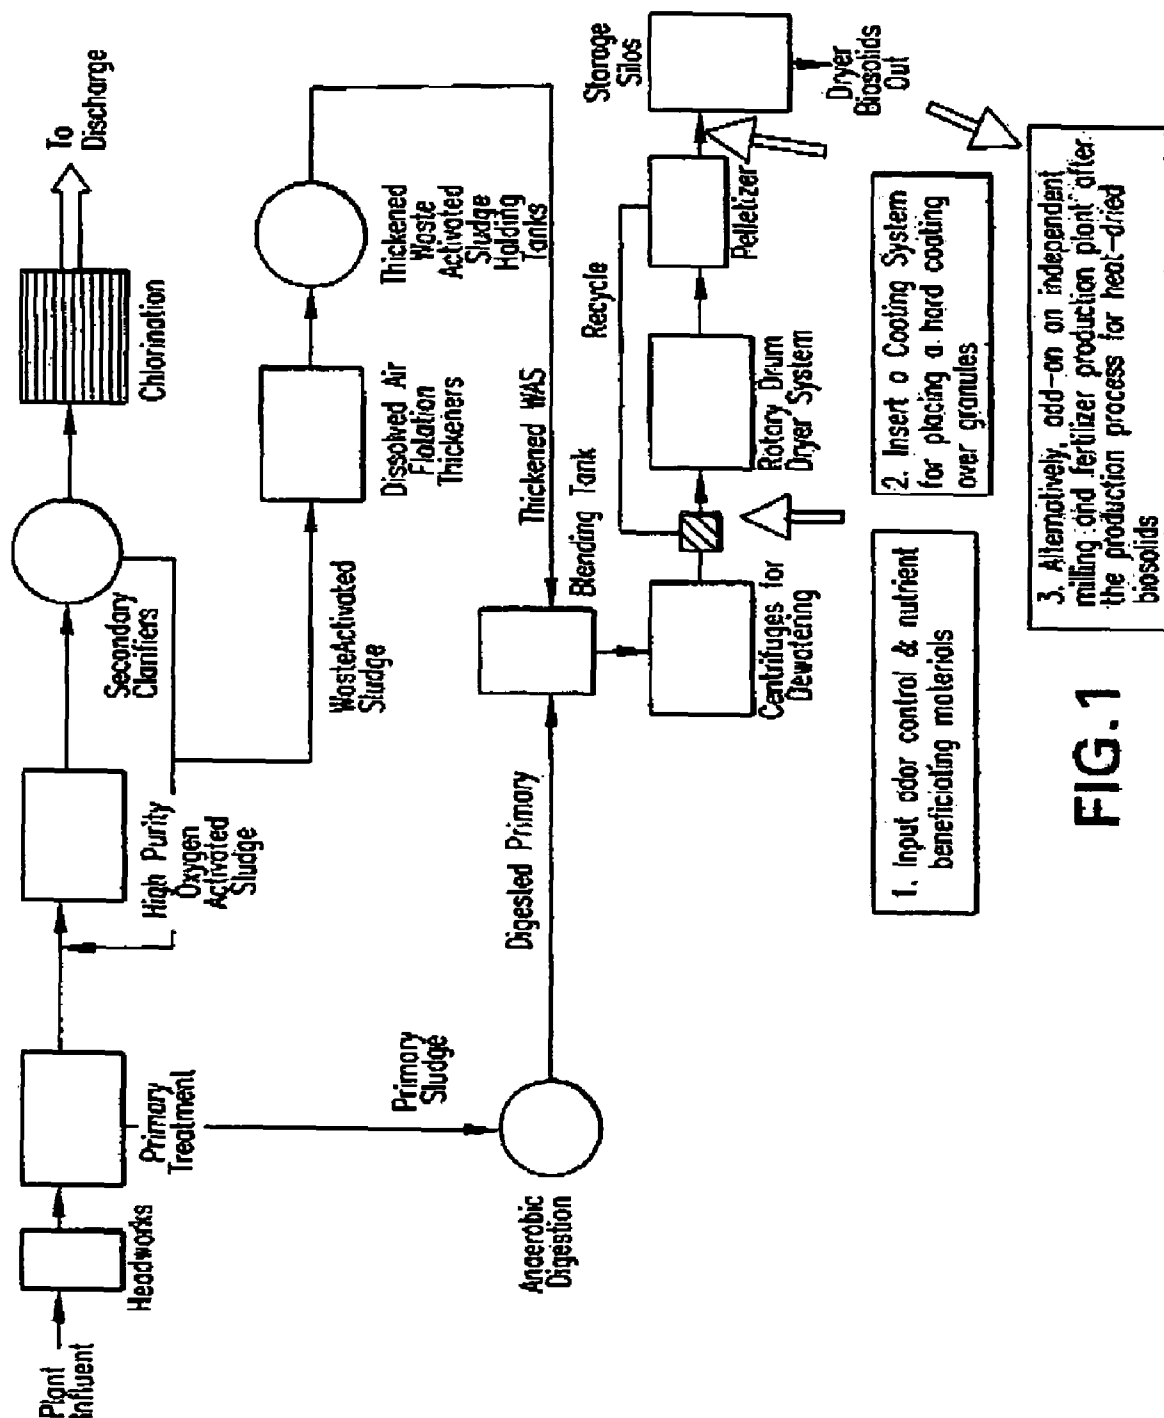 Plant
Influent
Headworks
Primary
Treatment
High Purity
Oxygen
Activated
Sludge
Secondary
Clarifiers
Chlorination
To
Discharge
WasteActivated
Sludge
Dissolved Air
Flotation
Thickeners
Thickened
Waste
Activated
Sludge
Holding
Tanks
Primary
Sludge
Anaerobic
Digestion
Digested Primary
Thickened WAS
Blending Tank
Centrifuges for
Dewatering
Recycle
Rotary Drum
Dryer System
Pelletizer
Storage
Silos
Dryer
Biosolids
Out
1. Input odor control & nutrient
beneficiating materials
2. Insert a Coating System
for placing a hard coating
over granules
3. Alternatively, add-on an independent
milling and fertilizer production plant after
the production process for heat-dried
biosolids
FIG.1